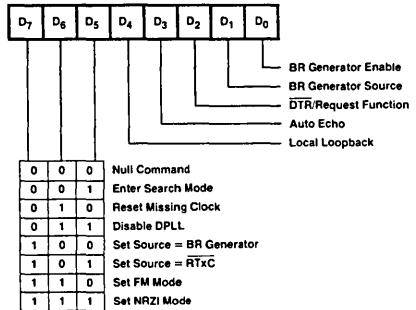 D7 D6 D5 D4 D3 D2 D1 D0
BR Generator Enable
BR Generator Source
D̅T̅R̅/Request Function
Auto Echo
Local Loopback
0 0 0 Null Command
0 0 1 Enter Search Mode
0 1 0 Reset Missing Clock
0 1 1 Disable DPLL
1 0 0 Set Source = BR Generator
1 0 1 Set Source = R̅T̅x̅C̅
1 1 0 Set FM Mode
1 1 1 Set NRZI Mode